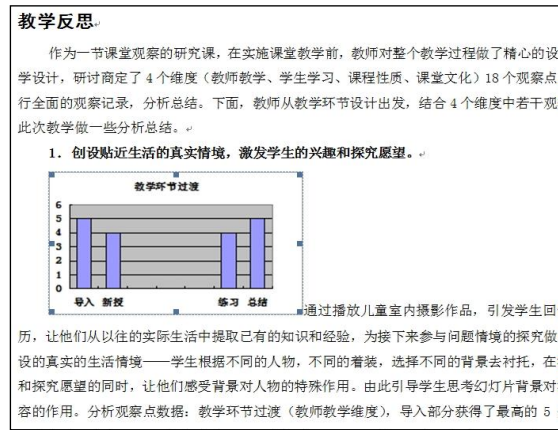 教学反思
作为一节课堂观察的研究课，在实施课堂教学前，教师对整个教学过程做了精心的设
学设计，研讨商定了 4 个维度（教师教学、学生学习、课程性质、课堂文化）18 个观察点
行全面的观察记录，分析总结。下面，教师从教学环节设计出发，结合 4 个维度中若干观
此次教学做一些分析总结。
1．创设贴近生活的真实情境，激发学生的兴趣和探究愿望。
教学环节过渡
6
5
4
3
2
1
0
导入 新授 练习 总结
通过播放儿童室内摄影作品，引发学生回
历，让他们从以往的实际生活中提取已有的知识和经验，为接下来参与问题情境的探究做
设的真实的生活情境——学生根据不同的人物，不同的着装，选择不同的背景去衬托，在
和探究愿望的同时，让他们感受背景对人物的特殊作用。由此引导学生思考幻灯片背景对
容的作用。分析观察点数据：教学环节过渡（教师教学维度），导入部分获得了最高的 5